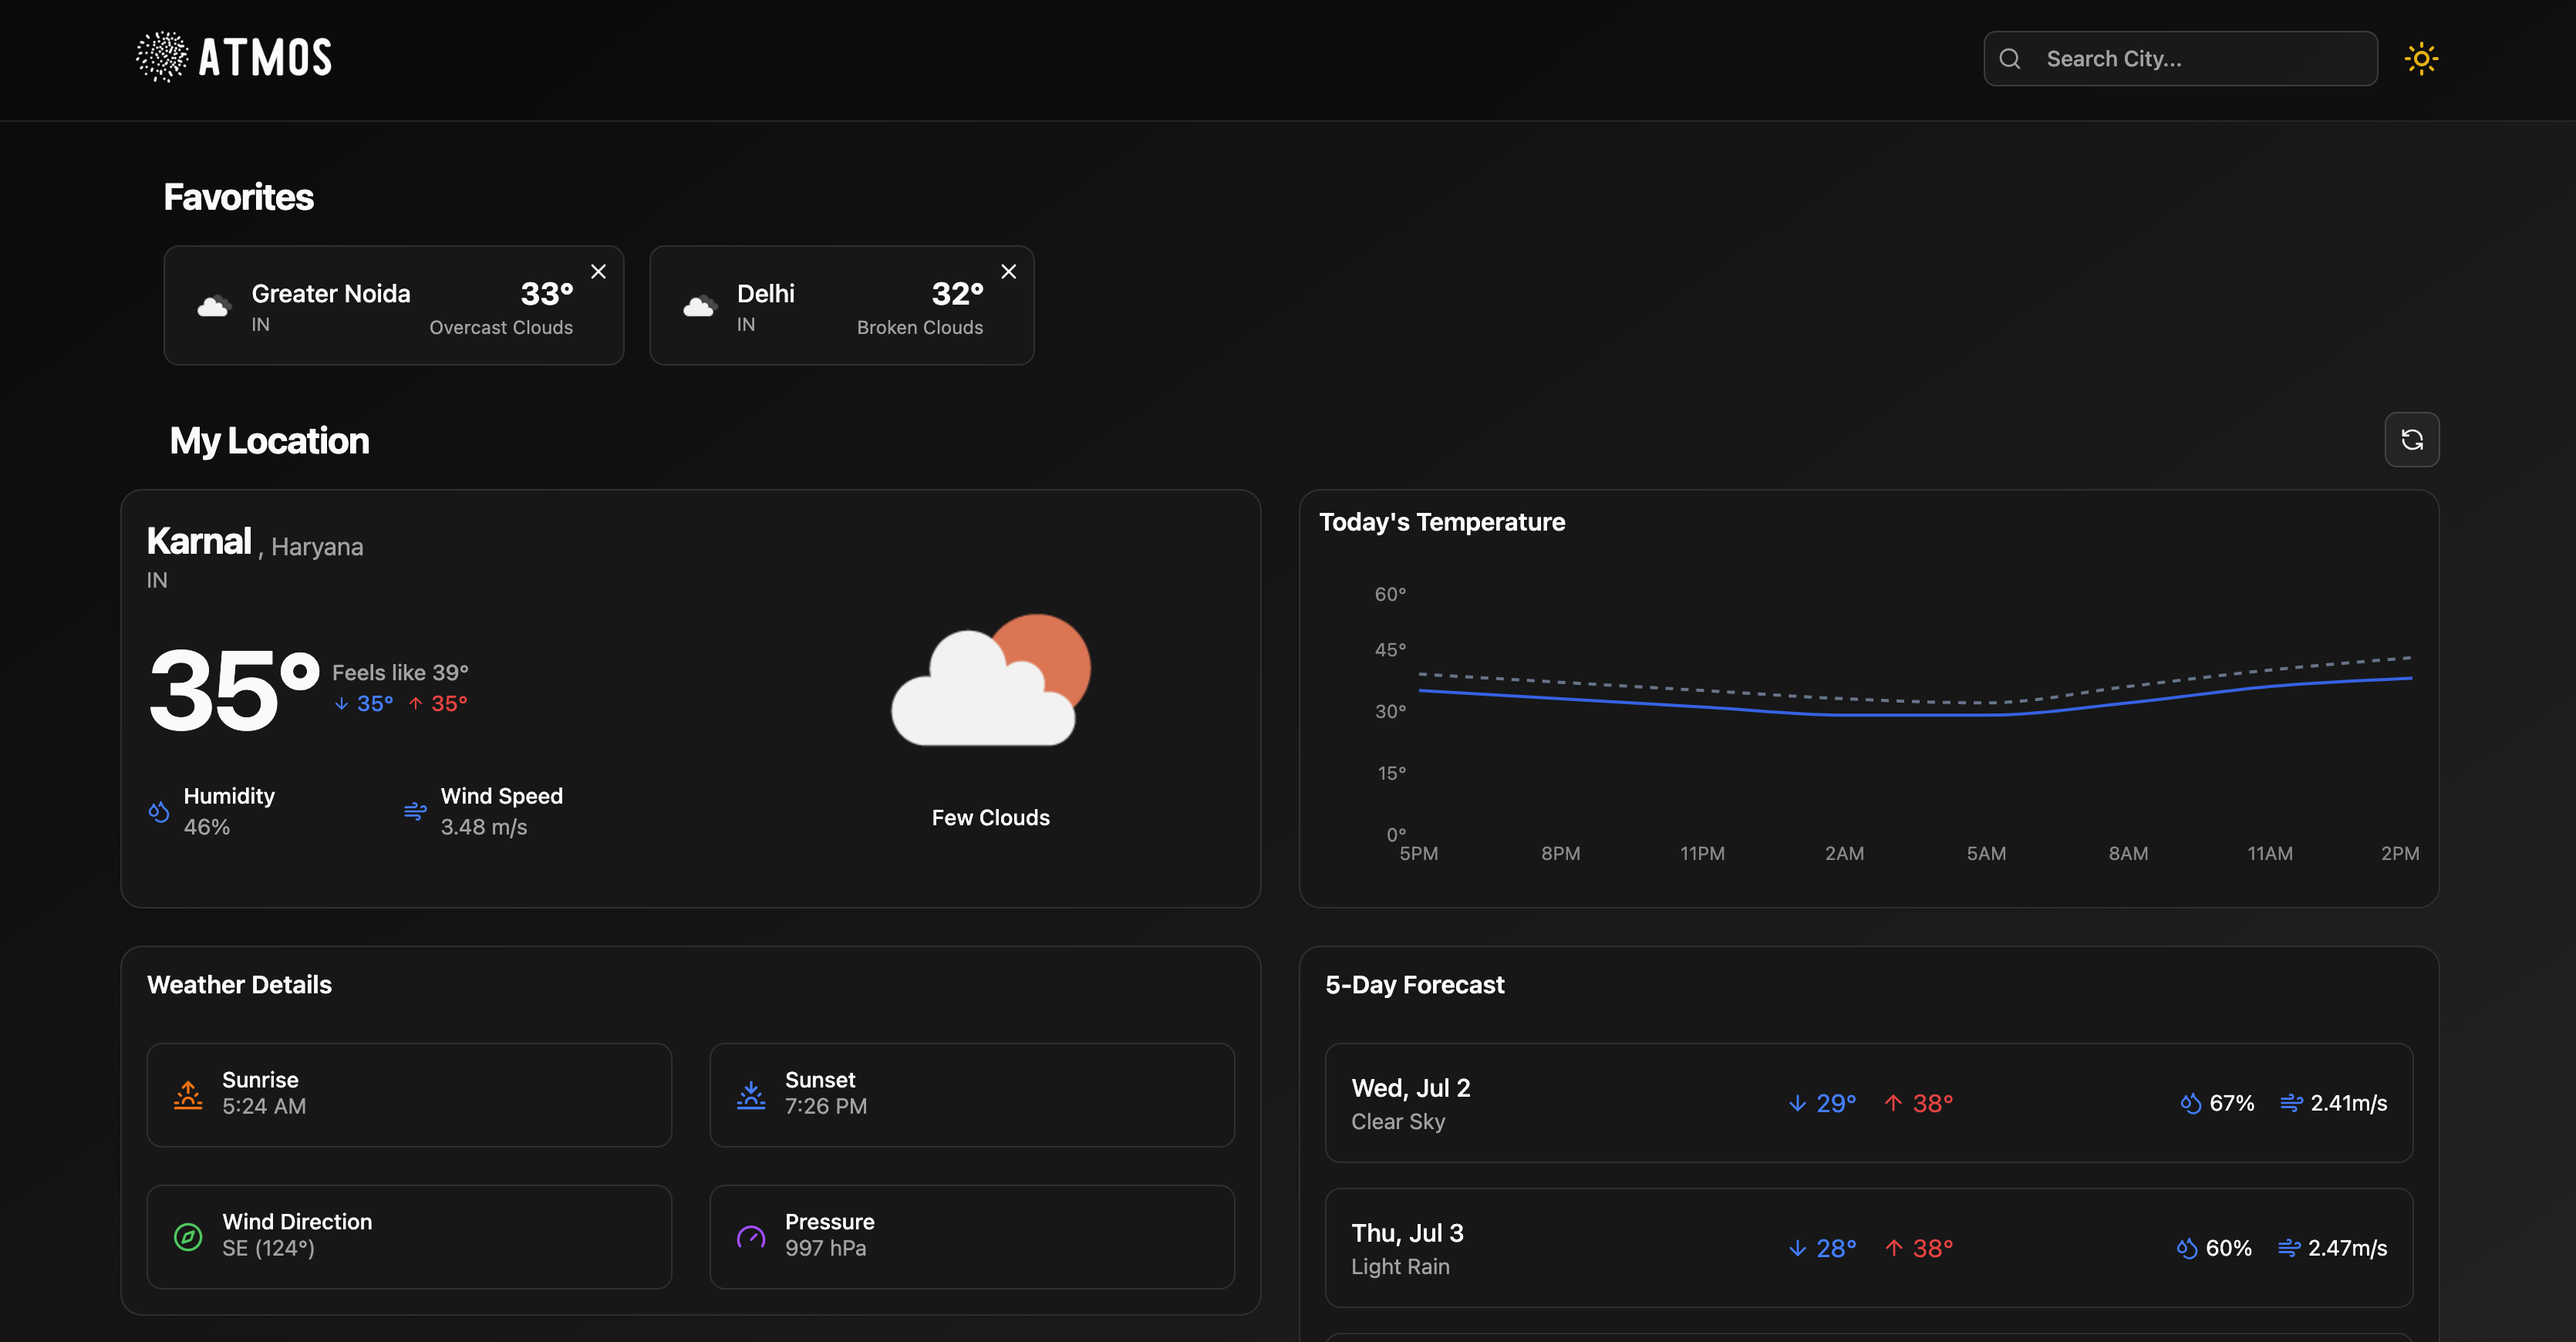 ATMOS
Search City...
Favorites
Greater Noida
IN
33°
Overcast Clouds
Delhi
IN
32°
Broken Clouds
My Location
Karnal , Haryana
IN
35°
Feels like 39°
35° 35°
Humidity
46%
Wind Speed
3.48 m/s
Few Clouds
Today's Temperature
60°
45°
30°
15°
0°
5PM 8PM 11PM 2AM 5AM 8AM 11AM 2PM
Weather Details
Sunrise
5:24 AM
Sunset
7:26 PM
Wind Direction
SE (124°)
Pressure
997 hPa
5-Day Forecast
Wed, Jul 2
Clear Sky
29° 38° 67% 2.41m/s
Thu, Jul 3
Light Rain
28° 38° 60% 2.47m/s